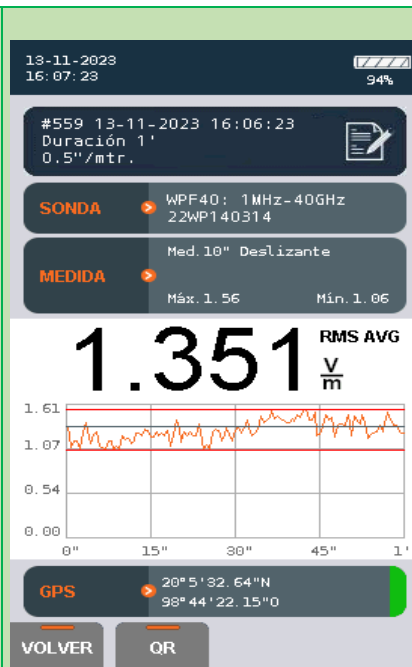 13-11-2023
16:07:23
94%
#559 13-11-2023 16:06:23
Duración 1'
0.5"/mtr.
SONDA
WPF40: 1MHz-40GHz
22WP140314
MEDIDA
Med.10" Deslizante
Máx.1.56 Mín.1.06
1.351 RMS AVG
V/m
1.61
1.07
0.54
0.00
0" 15" 30" 45" 1'
GPS
20°5'32.64"N
98°44'22.15"O
VOLVER QR